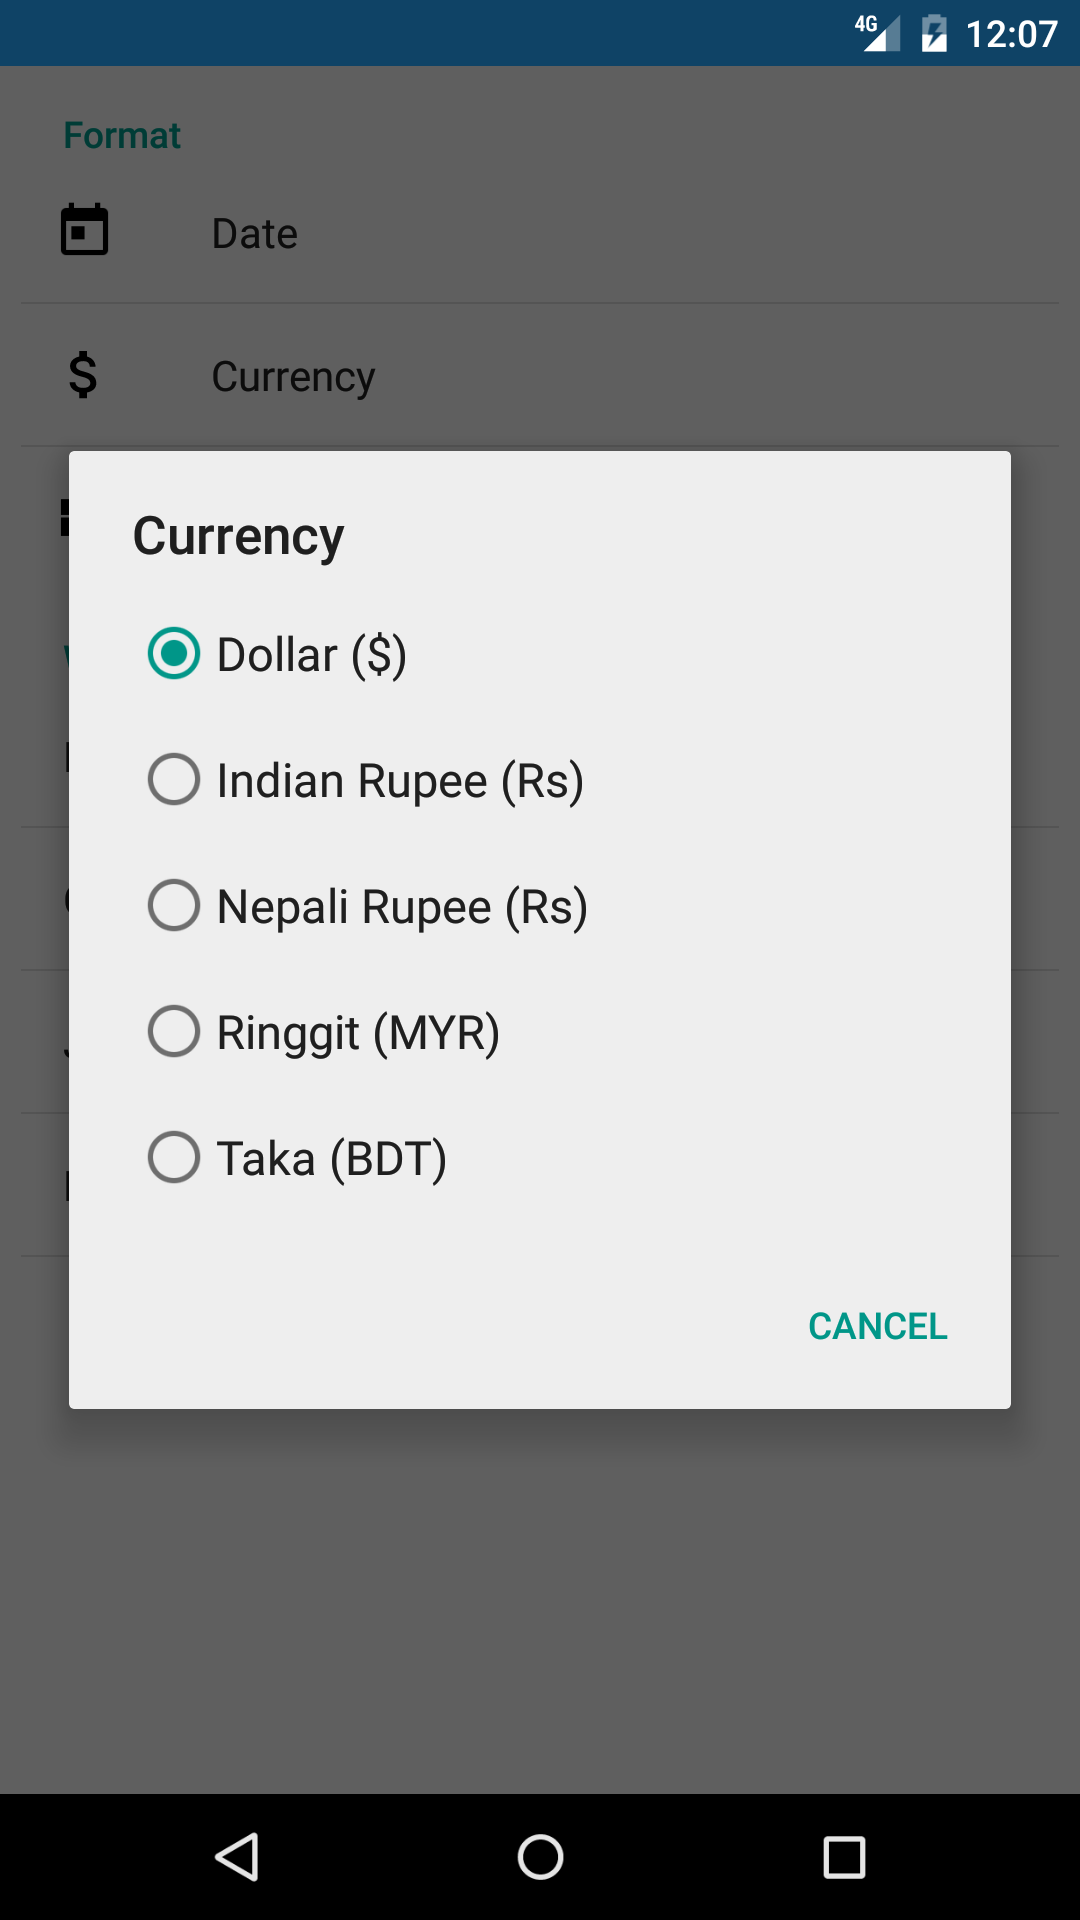 4G 12:07
Format
Date
$ Currency
Currency
Dollar ($)
Indian Rupee (Rs)
Nepali Rupee (Rs)
Ringgit (MYR)
Taka (BDT)
CANCEL